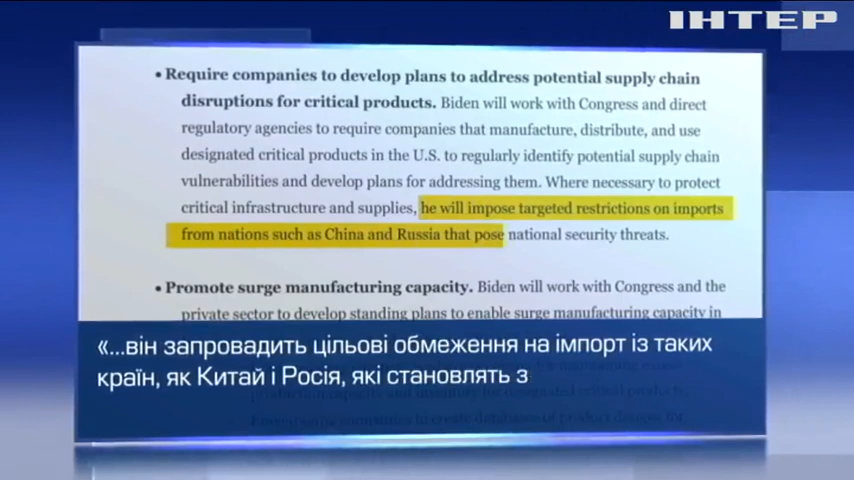 ІНТЕР
• Require companies to develop plans to address potential supply chain
disruptions for critical products. Biden will work with Congress and direct
regulatory agencies to require companies that manufacture, distribute, and use
designated critical products in the U.S. to regularly identify potential supply chain
vulnerabilities and develop plans for addressing them. Where necessary to protect
critical infrastructure and supplies, he will impose targeted restrictions on imports
from nations such as China and Russia that pose national security threats.
• Promote surge manufacturing capacity. Biden will work with Congress and the
private sector to develop standing plans to enable surge manufacturing capacity in
«...він запровадить цільові обмеження на імпорт із таких
країн, як Китай і Росія, які становлять з